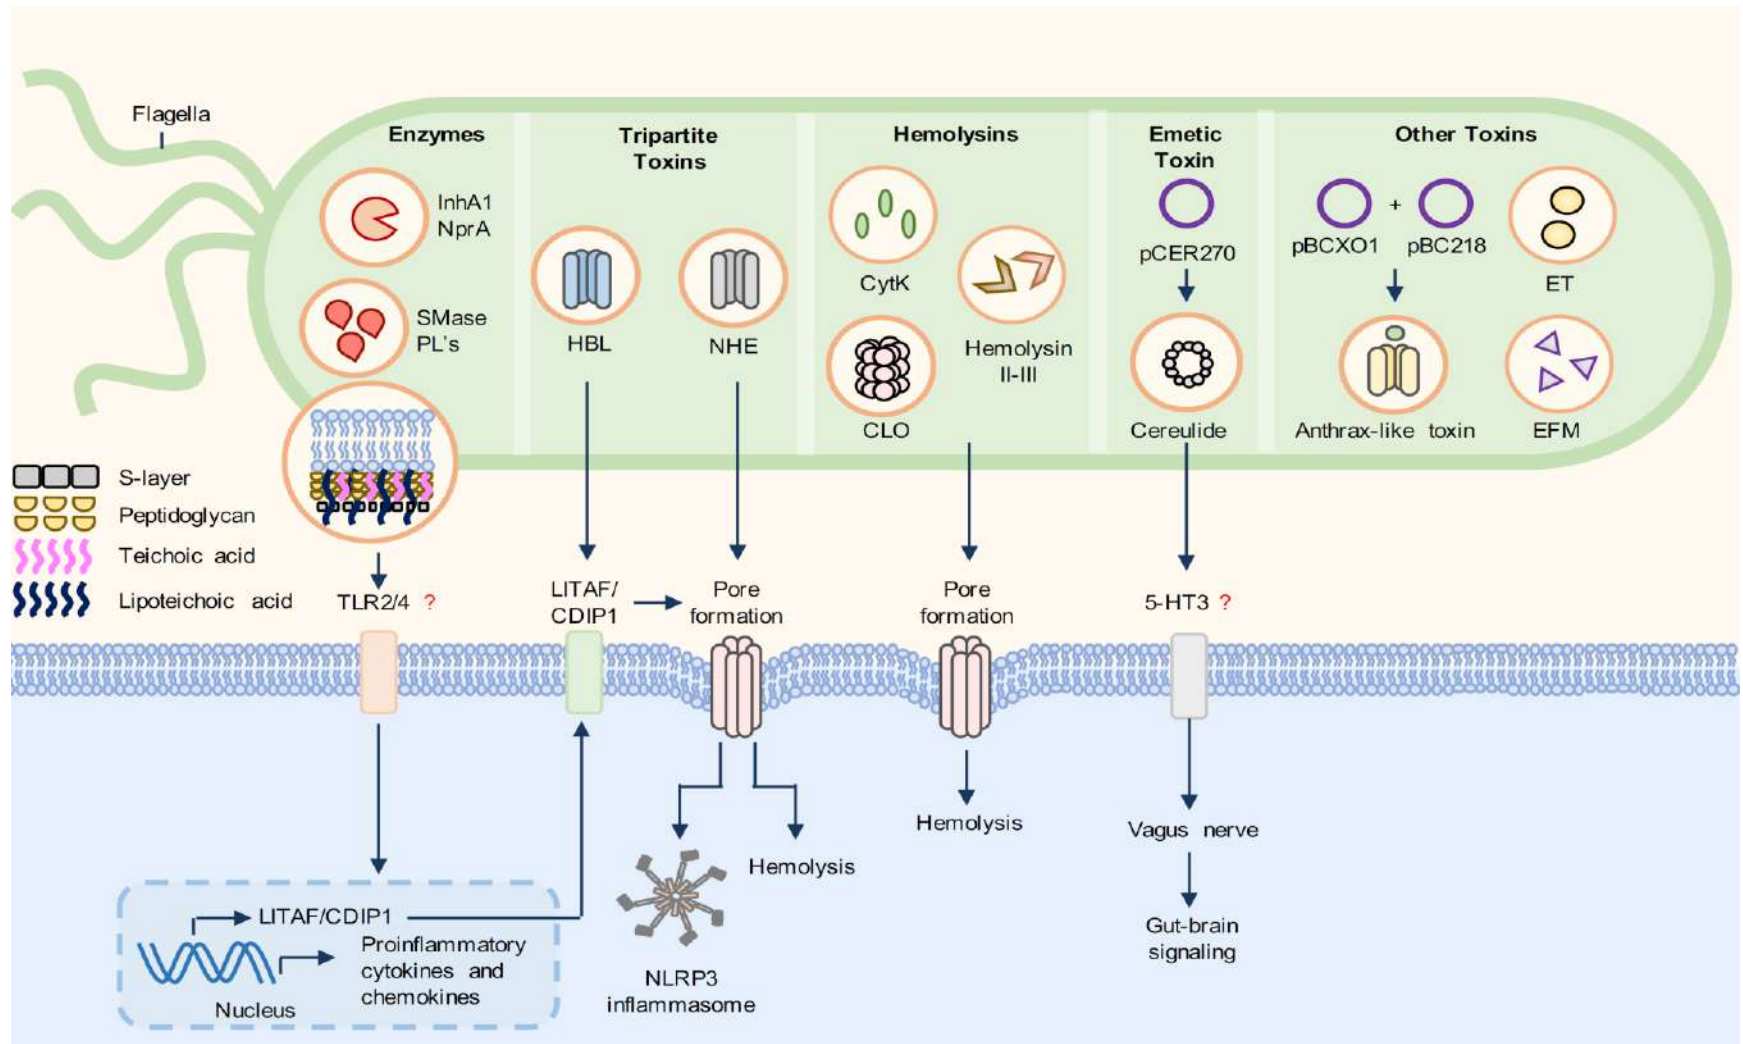 Flagella
Enzymes
InhA1
NprA
SMase
PL's
Tripartite
Toxins
HBL
NHE
Hemolysins
CytK
CLO
Hemolysin
II-III
Emetic
Toxin
pCER270
Cereulide
Other Toxins
+
pBCXO1
pBC218
ET
Anthrax-like toxin
EFM
S-layer
Peptidoglycan
Teichoic acid
Lipoteichoic acid
TLR2/4 ?
LITAF/
CDIP1
Pore
formation
Pore
formation
5-HT3 ?
Hemolysis
Hemolysis
Vagus nerve
Gut-brain
signaling
LITAF/CDIP1
Proinflammatory
cytokines and
chemokines
Nucleus
NLRP3
inflammasome